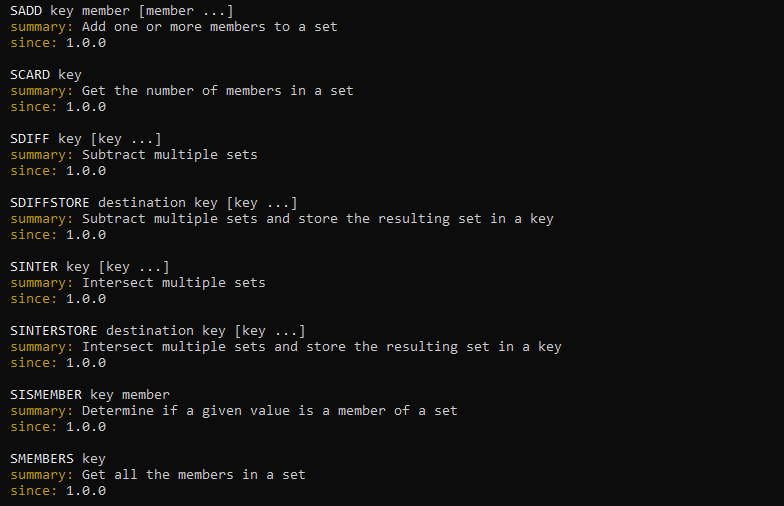 SADD key member [member ...]
summary: Add one or more members to a set
since: 1.0.0
SCARD key
summary: Get the number of members in a set
since: 1.0.0
SDIFF key [key ...]
summary: Subtract multiple sets
since: 1.0.0
SDIFFSTORE destination key [key ...]
summary: Subtract multiple sets and store the resulting set in a key
since: 1.0.0
SINTER key [key ...]
summary: Intersect multiple sets
since: 1.0.0
SINTERSTORE destination key [key ...]
summary: Intersect multiple sets and store the resulting set in a key
since: 1.0.0
SISMEMBER key member
summary: Determine if a given value is a member of a set
since: 1.0.0
SMEMBERS key
summary: Get all the members in a set
since: 1.0.0